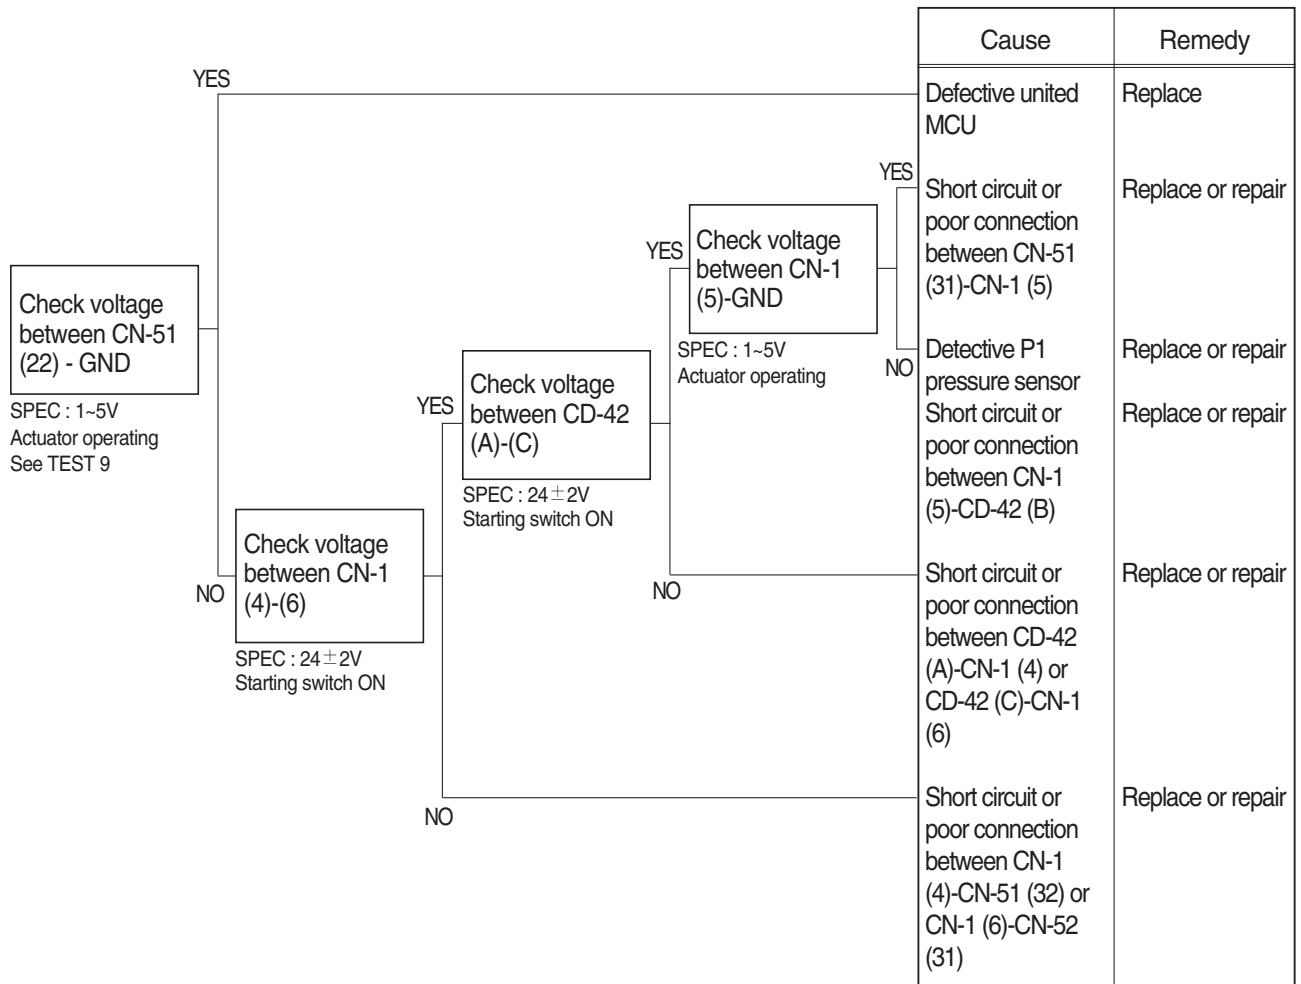 Cause
Remedy
YES
Defective united
MCU
Replace
YES
Short circuit or
poor connection
between CN-51
(31)-CN-1 (5)
Replace or repair
YES
Check voltage
between CN-1
(5)-GND
SPEC : 1~5V
Actuator operating
NO
Detective P1
pressure sensor
Replace or repair
Short circuit or
poor connection
between CN-1
(5)-CD-42 (B)
Replace or repair
Check voltage
between CN-51
(22) - GND
SPEC : 1~5V
Actuator operating
See TEST 9
YES
Check voltage
between CD-42
(A)-(C)
SPEC : 24±2V
Starting switch ON
NO
Check voltage
between CN-1
(4)-(6)
SPEC : 24±2V
Starting switch ON
NO
Short circuit or
poor connection
between CD-42
(A)-CN-1 (4) or
CD-42 (C)-CN-1
(6)
Replace or repair
NO
Short circuit or
poor connection
between CN-1
(4)-CN-51 (32) or
CN-1 (6)-CN-52
(31)
Replace or repair